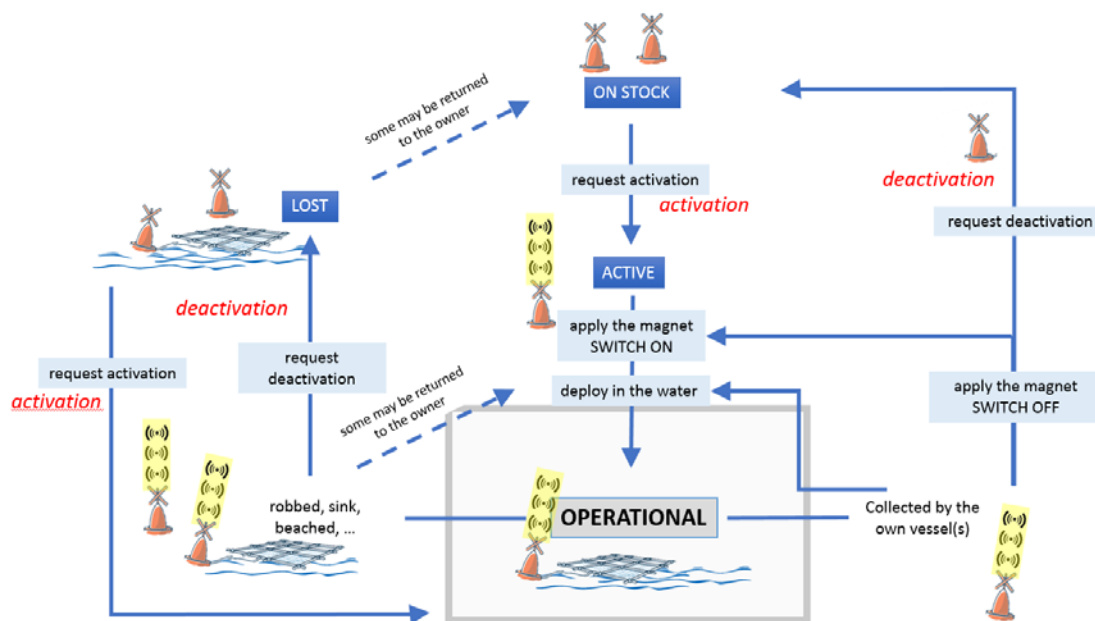 ON STOCK
some may be returned
to the owner
request activation
activation
deactivation
request deactivation
LOST
ACTIVE
deactivation
apply the magnet
SWITCH ON
request activation
activation
request
deactivation
some may be returned
to the owner
deploy in the water
apply the magnet
SWITCH OFF
robbed, sink,
beached, ...
OPERATIONAL
Collected by the
own vessel(s)